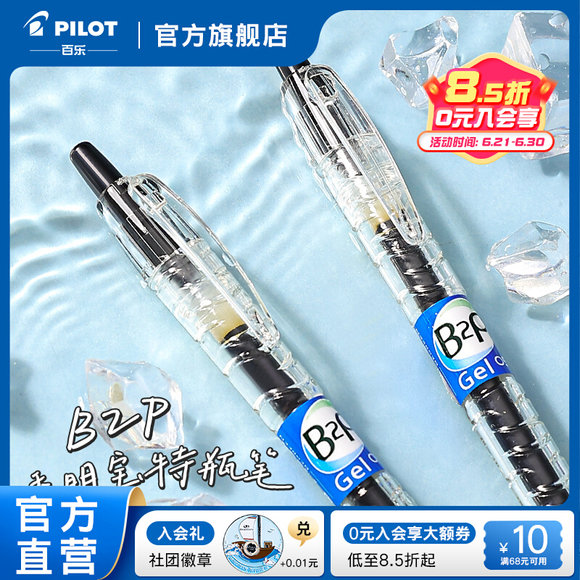 PILOT
百乐
官方旗舰店
8.5折
0元入会享
活动时间: 6.21-6.30
B2P
Gel
B2P
Gel
B2P
透明宝特瓶笔
官方
直营
入会礼
社团徽章
兑
+0.01元
0元入会享大额券
低至8.5折起
¥10
满68元可用